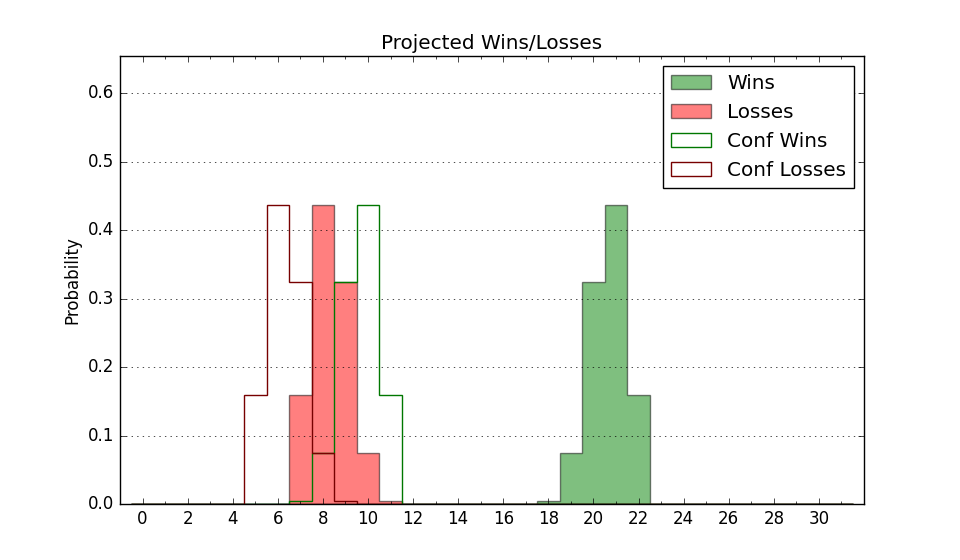 Projected Wins/Losses
Wins
Losses
Conf Wins
Conf Losses
Probability
0.6
0.5
0.4
0.3
0.2
0.1
0.0
0 2 4 6 8 10 12 14 16 18 20 22 24 26 28 30